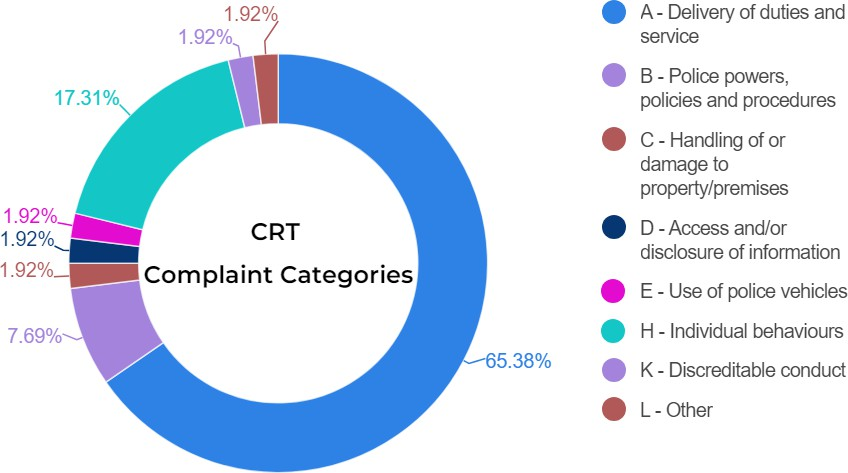 1.92%
1.92%
17.31%
1.92%
1.92%
1.92%
7.69%
65.38%
CRT
Complaint Categories
A - Delivery of duties and
service
B - Police powers,
policies and procedures
C - Handling of or
damage to
property/premises
D - Access and/or
disclosure of information
E - Use of police vehicles
H - Individual behaviours
K - Discreditable conduct
L - Other